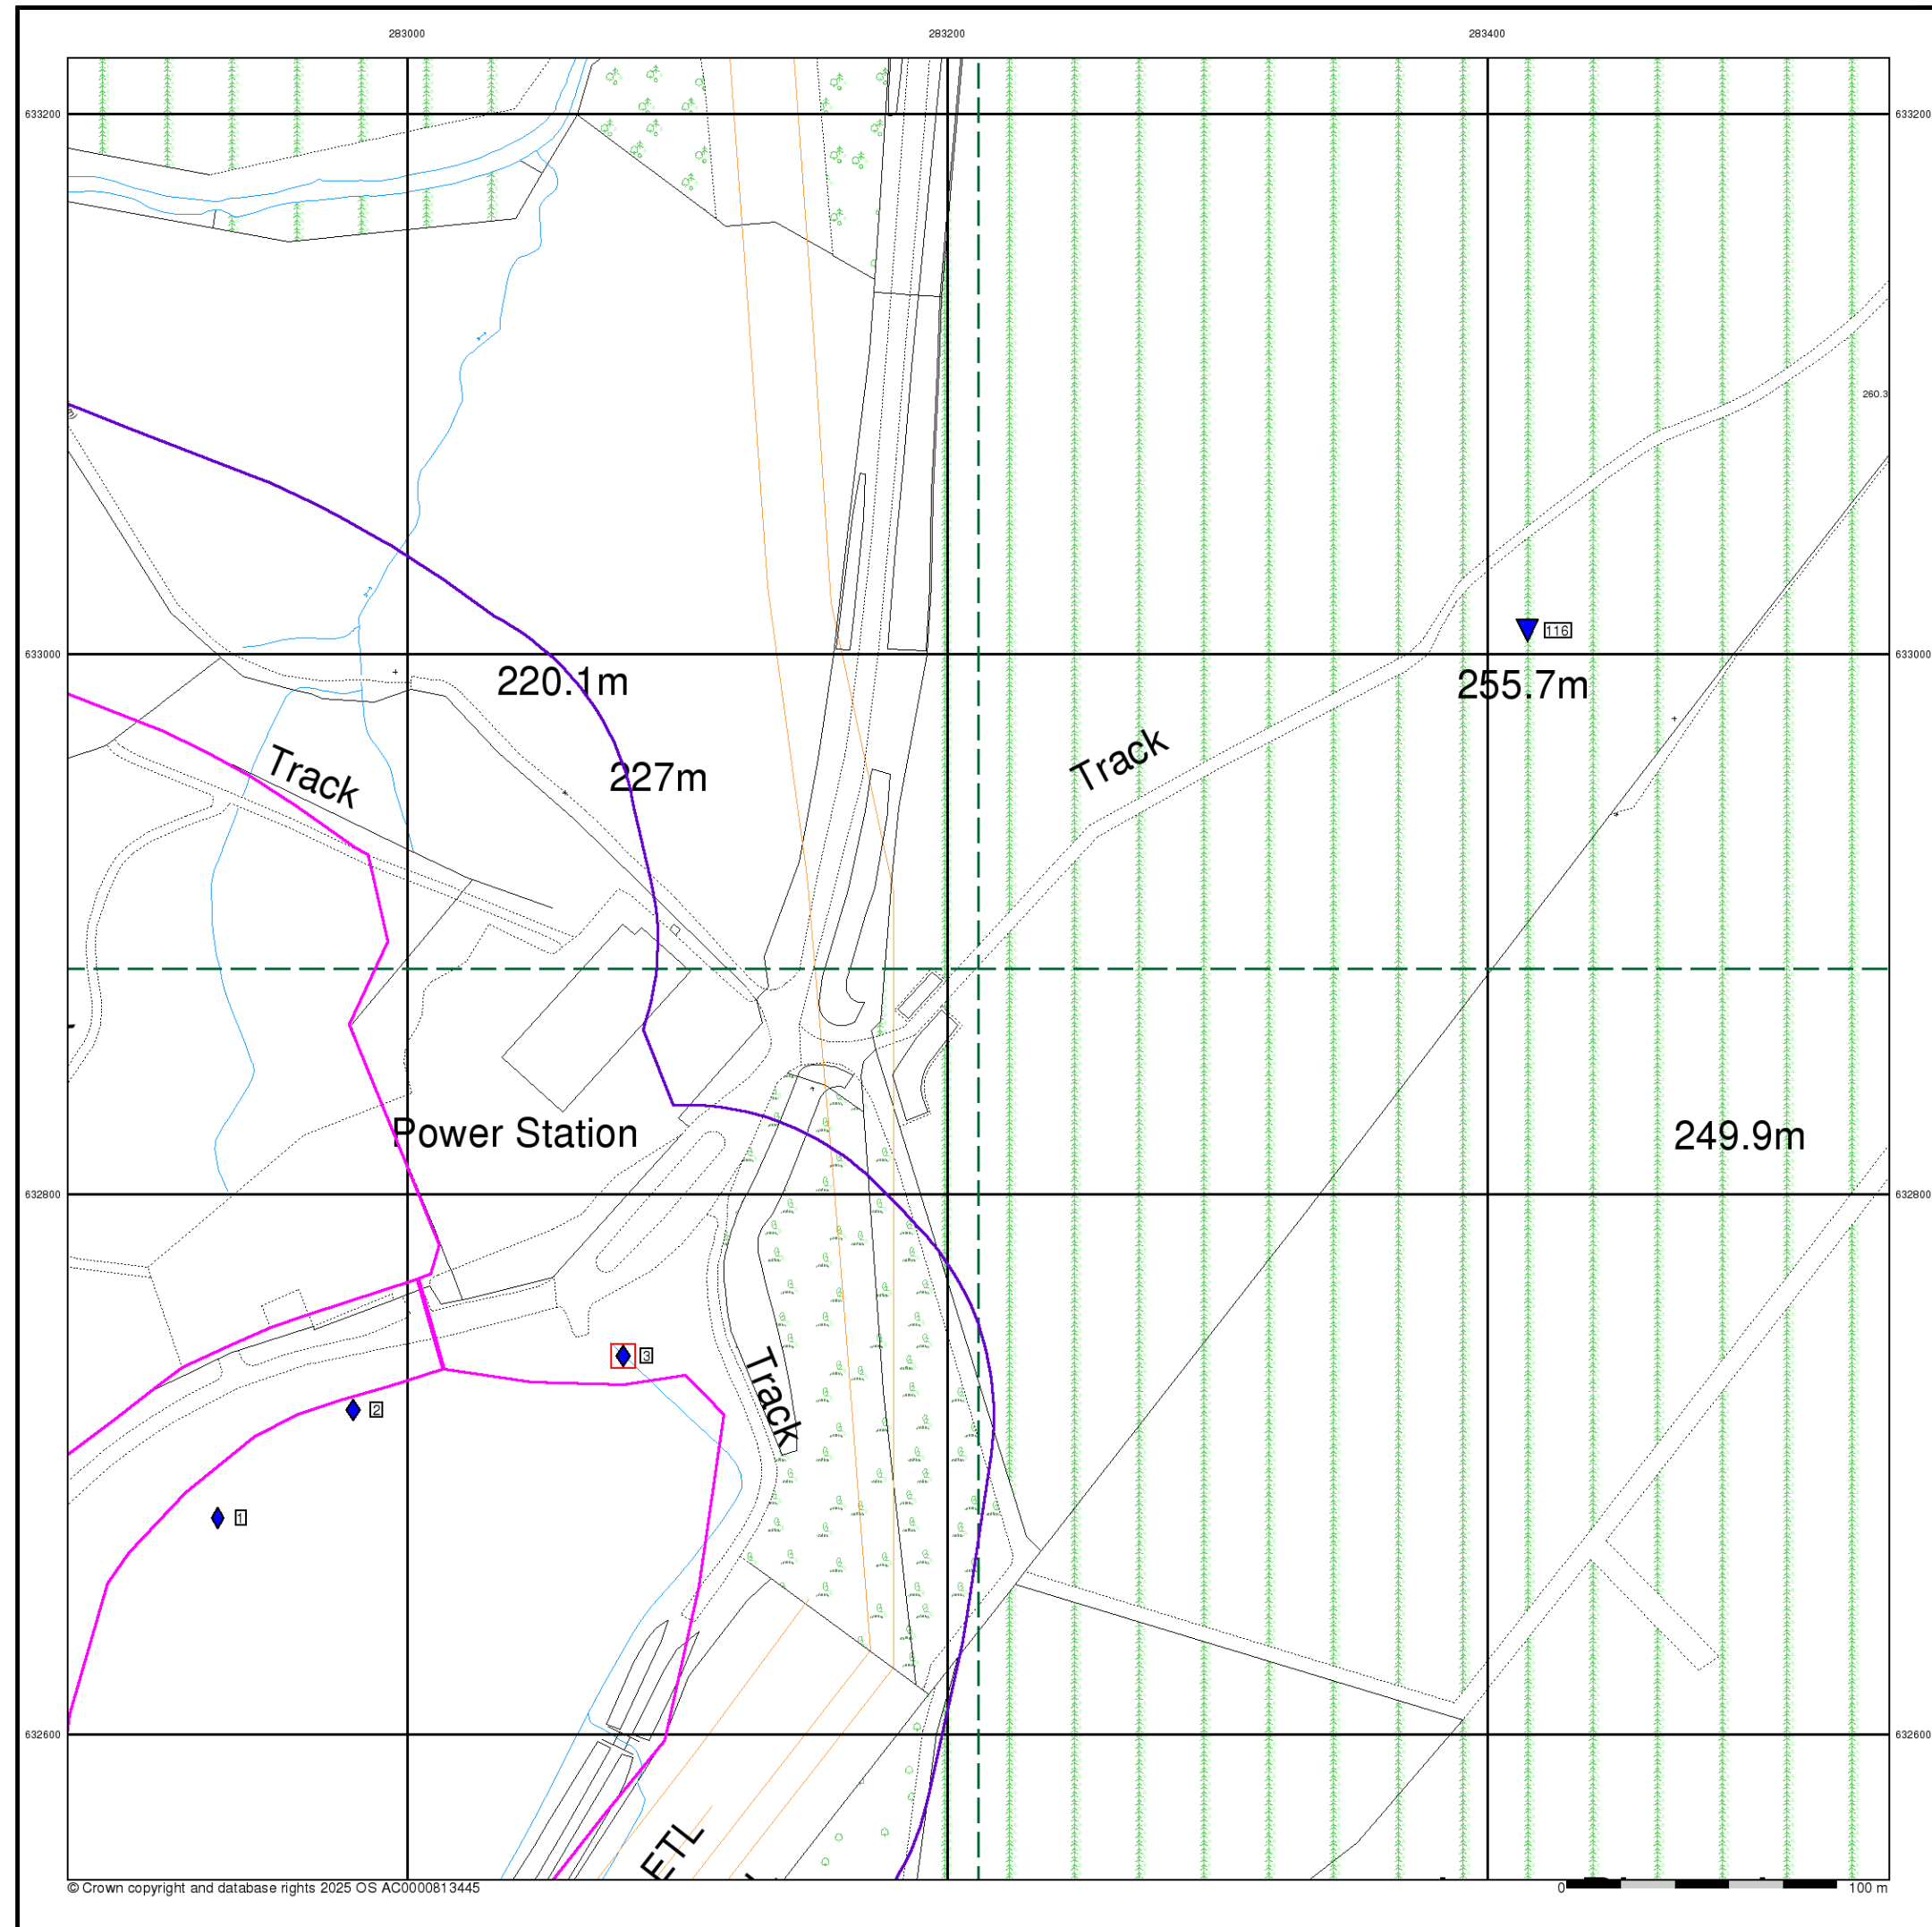 283000 283200 283400
633200 633200
260.3
116
633000 633000
220.1m 255.7m
Track
227m
Track
Power Station
249.9m
632800 632800
3
Track
2
1
632600 632600
ETL
© Crown copyright and database rights 2025 OS AC0000813445
0 100 m